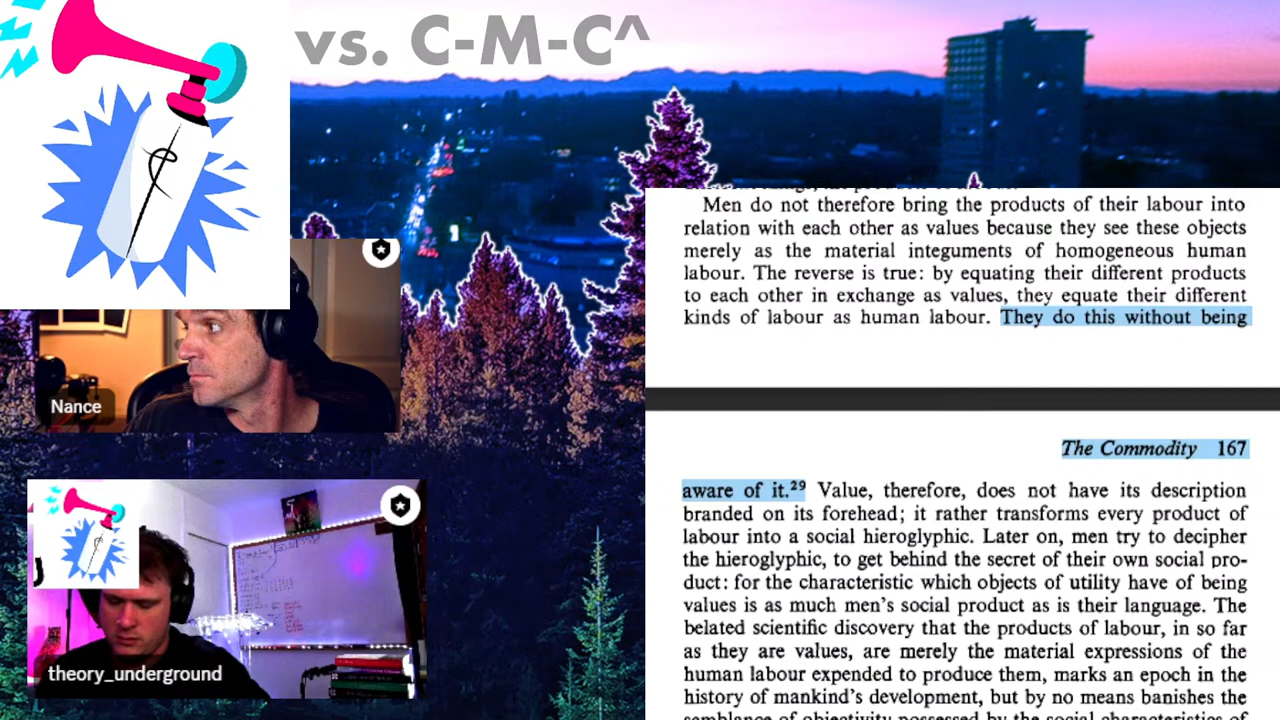 vs. C-M-C^
Men do not therefore bring the products of their labour into
relation with each other as values because they see these objects
merely as the material integuments of homogeneous human
labour. The reverse is true: by equating their different products
to each other in exchange as values, they equate their different
kinds of labour as human labour. They do this without being
The Commodity 167
aware of it.²⁹ Value, therefore, does not have its description
branded on its forehead; it rather transforms every product of
labour into a social hieroglyphic. Later on, men try to decipher
the hieroglyphic, to get behind the secret of their own social pro-
duct: for the characteristic which objects of utility have of being
values is as much men's social product as is their language. The
belated scientific discovery that the products of labour, in so far
as they are values, are merely the material expressions of the
human labour expended to produce them, marks an epoch in the
history of mankind's development, but by no means banishes the
semblance of objectivity possessed by the social characteristics of
Nance
theory_underground